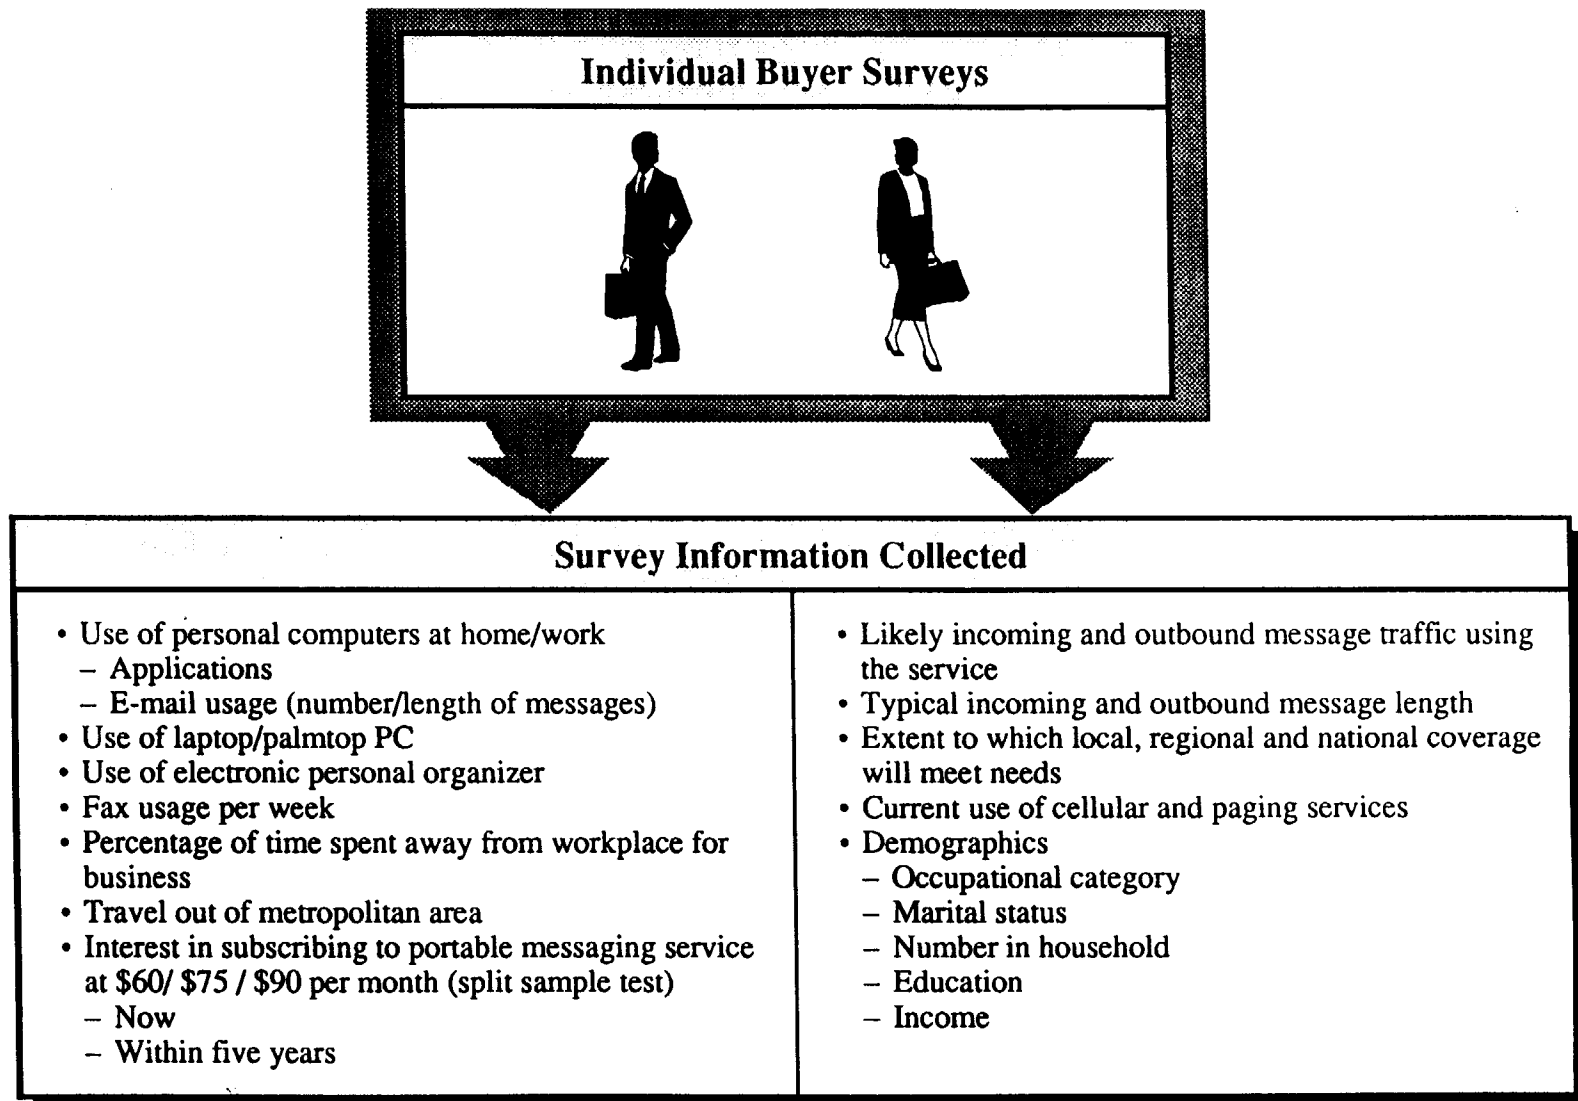 Individual Buyer Surveys
Survey Information Collected
• Use of personal computers at home/work
– Applications
– E-mail usage (number/length of messages)
• Use of laptop/palmtop PC
• Use of electronic personal organizer
• Fax usage per week
• Percentage of time spent away from workplace for
business
• Travel out of metropolitan area
• Interest in subscribing to portable messaging service
at $60/ $75 / $90 per month (split sample test)
– Now
– Within five years
• Likely incoming and outbound message traffic using
the service
• Typical incoming and outbound message length
• Extent to which local, regional and national coverage
will meet needs
• Current use of cellular and paging services
• Demographics
– Occupational category
– Marital status
– Number in household
– Education
– Income